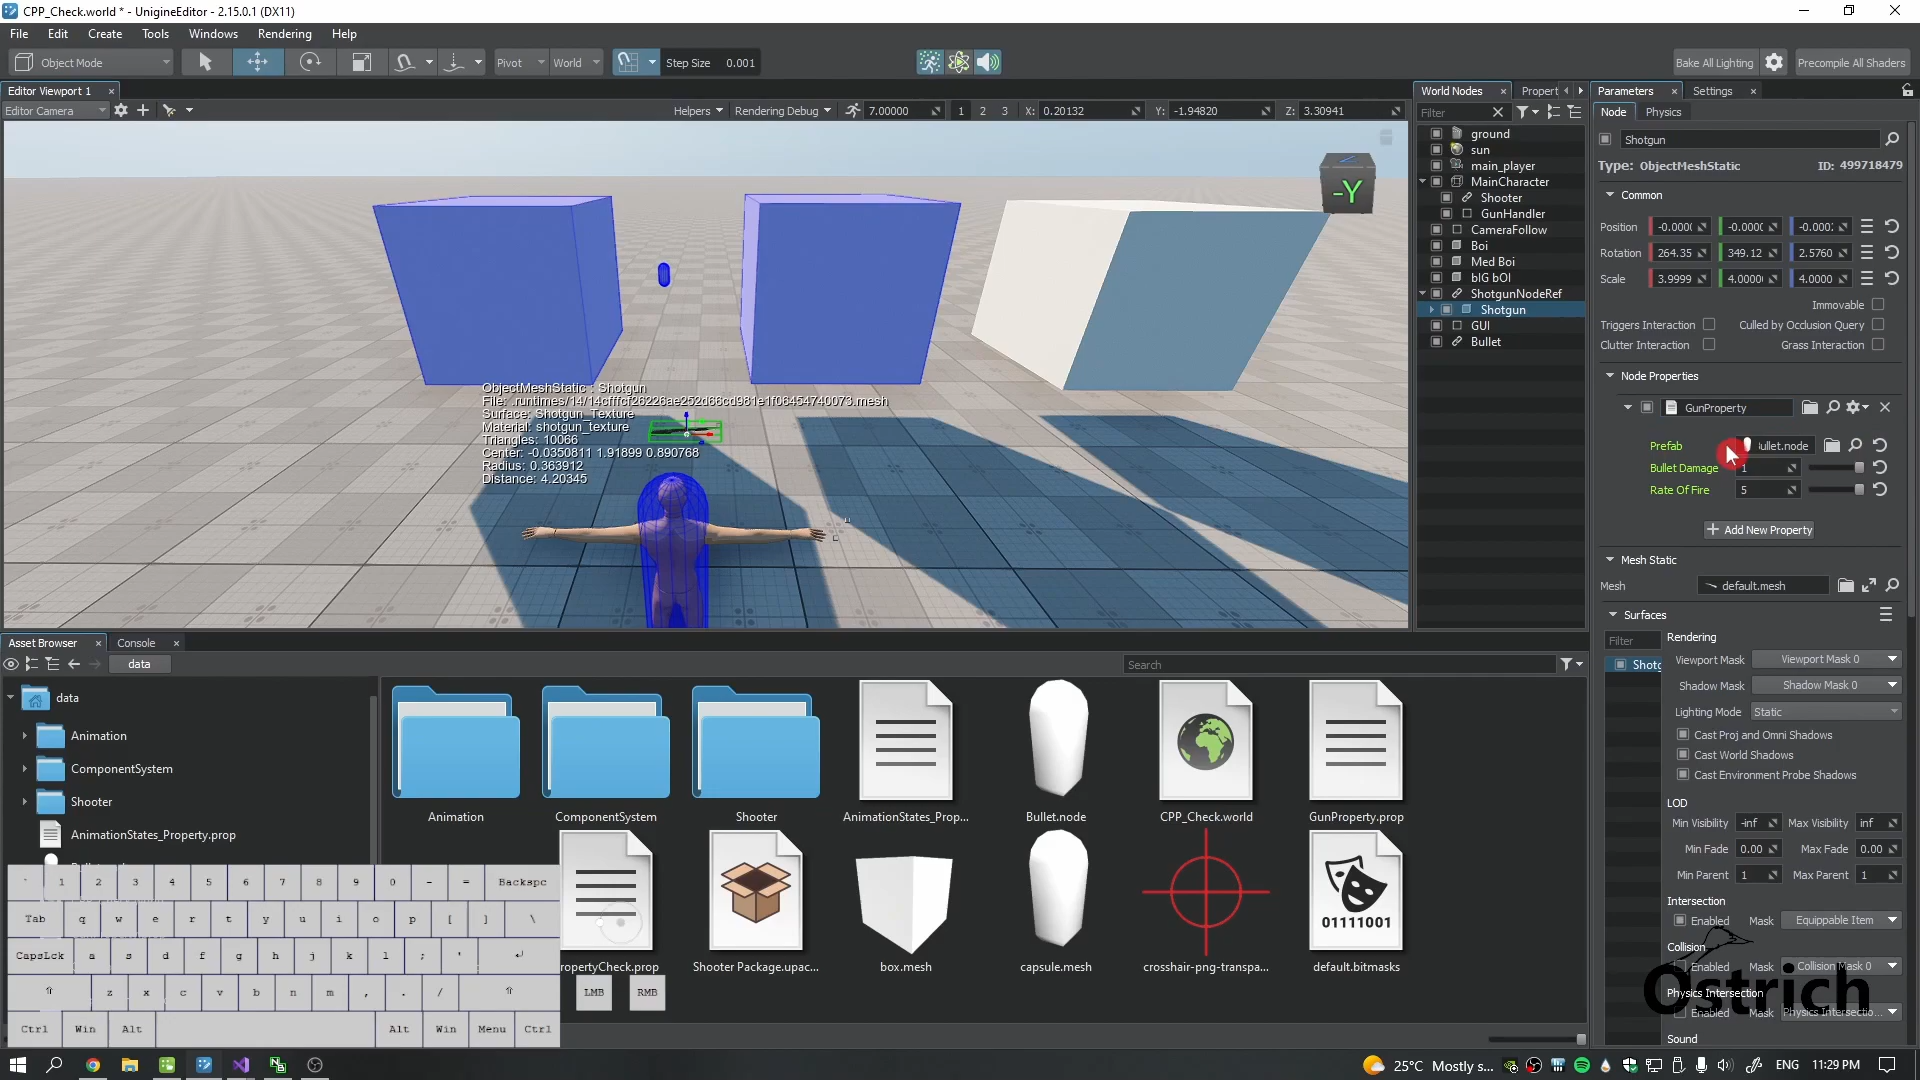 CPP_Check.world * - UnigineEditor - 2.15.0.1 (DX11)
File Edit Create Tools Windows Rendering Help
Object Mode Pivot World Step Size 0.001 Bake All Lighting Precompile All Shaders
Editor Viewport 1 World Nodes Propert Parameters Settings
Editor Camera Helpers Rendering Debug 7.00000 1 2 3 X: 0.20132 Y: -1.94820 Z: 3.30941
-Y
ObjectMeshStatic : Shotgun
File: .runtimes/14/14cfffcf26226ae252d66cd981e1f06454740073.mesh
Surface: Shotgun_Texture
Material: shotgun_texture
Triangles: 10066
Center: -0.0350811 1.91899 0.890768
Radius: 0.363912
Distance: 4.20345
Filter
ground
sun
main_player
MainCharacter
Shooter
GunHandler
CameraFollow
Boi
Med Boi
bIG bOI
ShotgunNodeRef
Shotgun
GUI
Bullet
Node Physics
Shotgun
Type: ObjectMeshStatic ID: 499718479
Common
Position -0.000( -0.000( -0.000:
Rotation 264.35 349.12 2.5760
Scale 3.9999 4.0000( 4.0000
Immovable
Triggers Interaction Culled by Occlusion Query
Clutter Interaction Grass Interaction
Node Properties
GunProperty
Prefab ullet.node
Bullet Damage 1
Rate Of Fire 5
Add New Property
Mesh Static
Mesh default.mesh
Surfaces
Filter Rendering
Shotg Viewport Mask Viewport Mask 0
Shadow Mask Shadow Mask 0
Lighting Mode Static
Cast Proj and Omni Shadows
Cast World Shadows
Cast Environment Probe Shadows
LOD
Min Visibility -inf Max Visibility inf
Min Fade 0.00 Max Fade 0.00
Min Parent 1 Max Parent 1
Intersection
Enabled Mask Equippable Item
Collision
Enabled Mask Collision Mask 0
Physics Intersection
Enabled Mask Physics Intersectio...
Sound
Ostrich
Asset Browser Console
data Search
data
Animation
ComponentSystem
Shooter
AnimationStates_Property.prop
Animation ComponentSystem Shooter AnimationStates_Prop... Bullet.node CPP_Check.world GunProperty.prop
01111001
ropertyCheck.prop Shooter Package.upac... box.mesh capsule.mesh crosshair-png-transpa... default.bitmasks
` 1 2 3 4 5 6 7 8 9 0 - = Backspc
Tab q w e r t y u i o p [ ] \
CapsLck a s d f g h j k l ; ' ↵
⇧ z x c v b n m , . / ⇧
Ctrl Win Alt Alt Win Menu Ctrl
LMB RMB
25°C Mostly s... ENG 11:29 PM